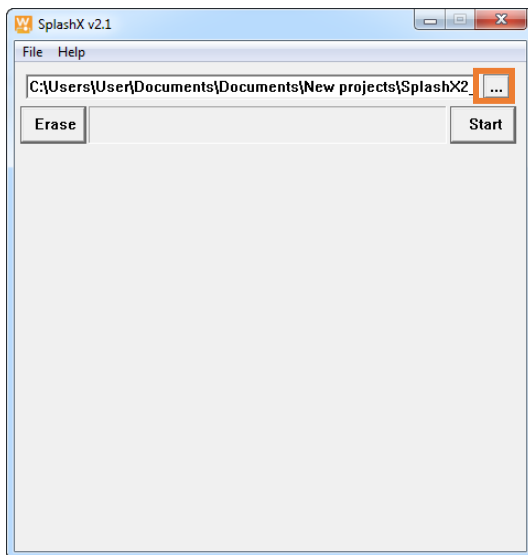 SplashX v2.1
File Help
C:\Users\User\Documents\Documents\New projects\SplashX2_ ...
Erase Start